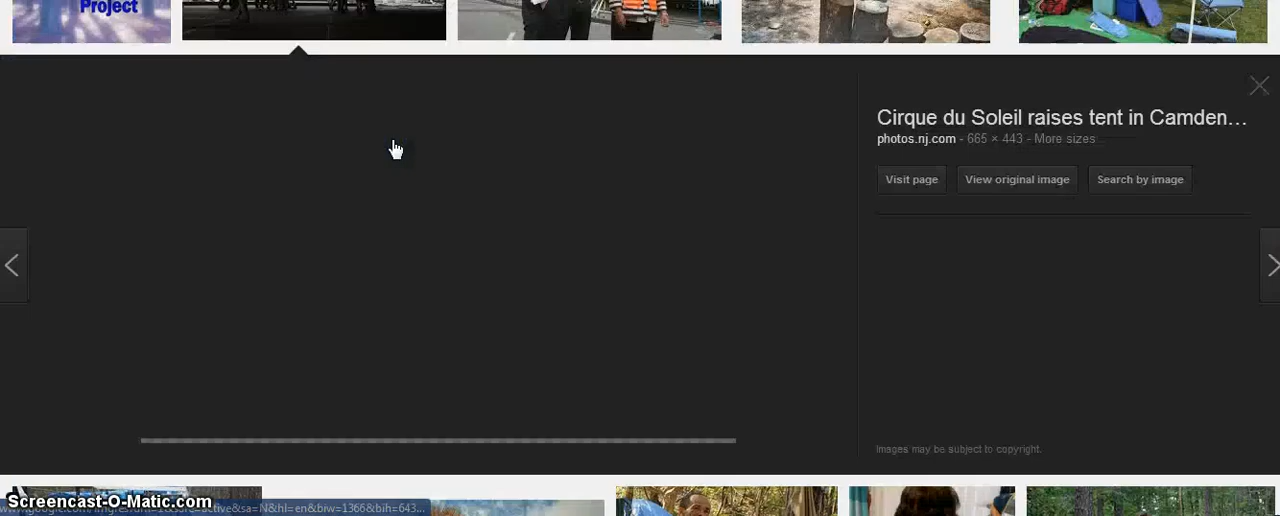 Project
Cirque du Soleil raises tent in Camden...
photos.nj.com - 665 × 443 - More sizes
Visit page
View original image
Search by image
Images may be subject to copyright.
Screencast-O-Matic.com